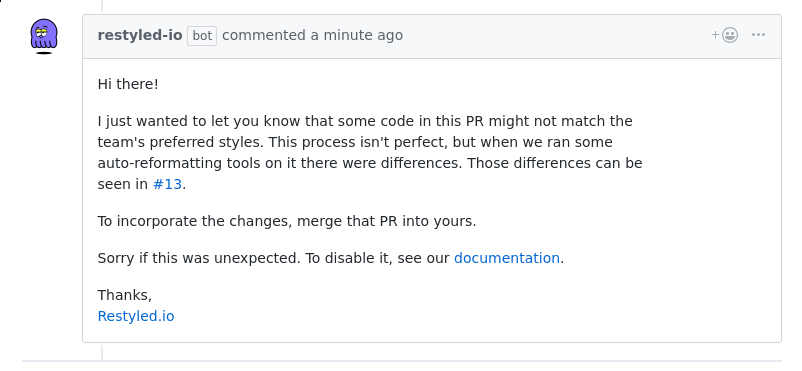 restyled-io bot commented a minute ago
Hi there!
I just wanted to let you know that some code in this PR might not match the
team's preferred styles. This process isn't perfect, but when we ran some
auto-reformatting tools on it there were differences. Those differences can be
seen in #13.
To incorporate the changes, merge that PR into yours.
Sorry if this was unexpected. To disable it, see our documentation.
Thanks,
Restyled.io